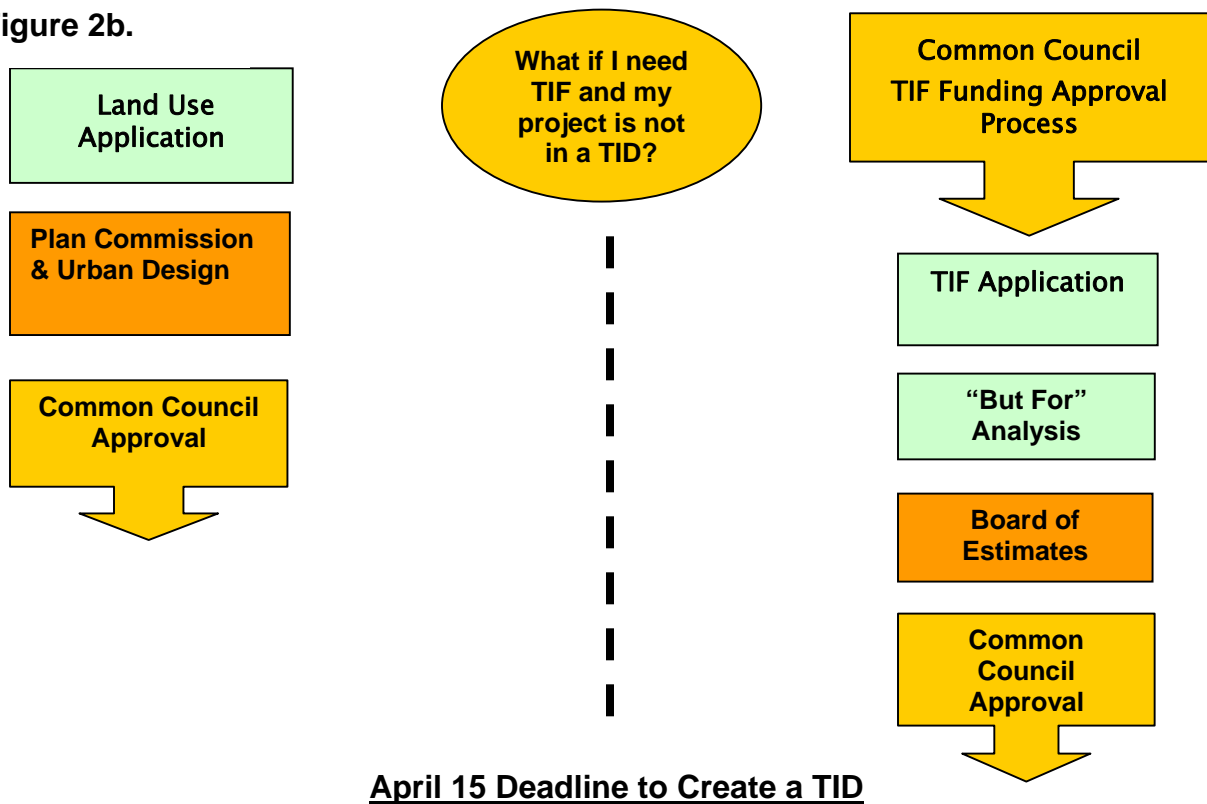 igure 2b.
Land Use
Application
Plan Commission
& Urban Design
Common Council
Approval
What if I need
TIF and my
project is not
in a TID?
Common Council
TIF Funding Approval
Process
TIF Application
“But For”
Analysis
Board of
Estimates
Common
Council
Approval
April 15 Deadline to Create a TID